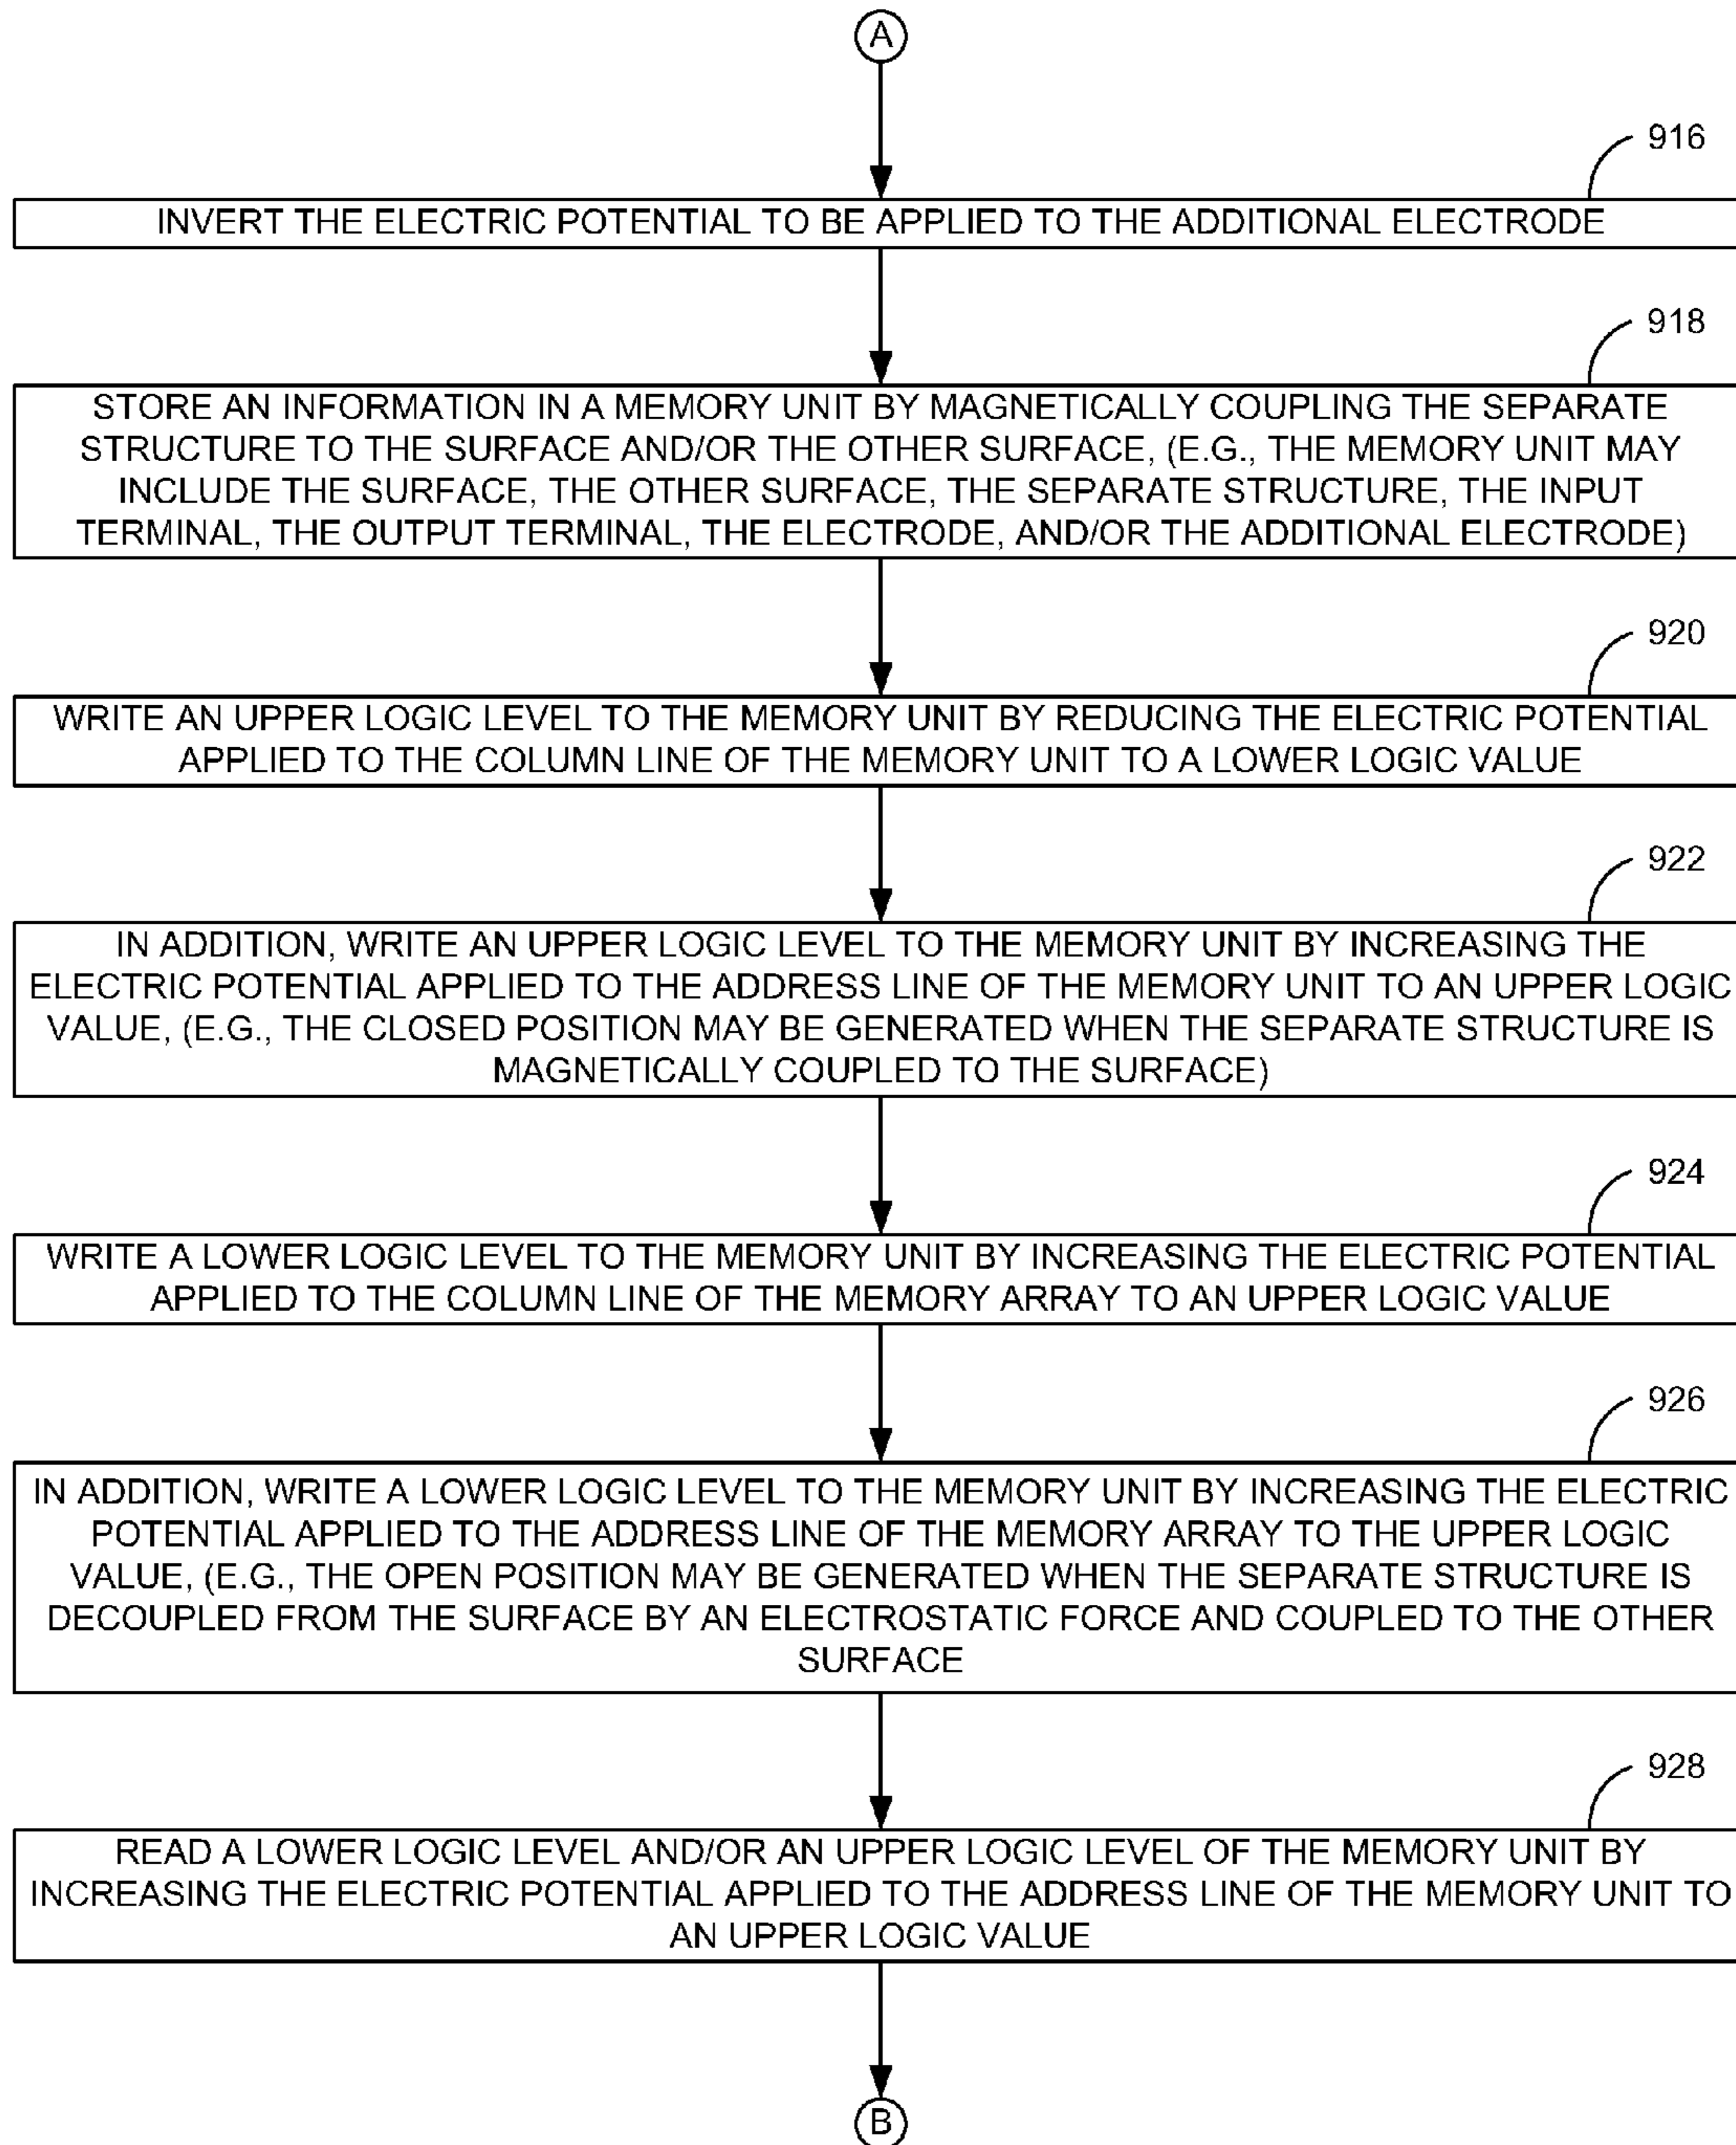 A
916
INVERT THE ELECTRIC POTENTIAL TO BE APPLIED TO THE ADDITIONAL ELECTRODE
918
STORE AN INFORMATION IN A MEMORY UNIT BY MAGNETICALLY COUPLING THE SEPARATE
STRUCTURE TO THE SURFACE AND/OR THE OTHER SURFACE, (E.G., THE MEMORY UNIT MAY
INCLUDE THE SURFACE, THE OTHER SURFACE, THE SEPARATE STRUCTURE, THE INPUT
TERMINAL, THE OUTPUT TERMINAL, THE ELECTRODE, AND/OR THE ADDITIONAL ELECTRODE)
920
WRITE AN UPPER LOGIC LEVEL TO THE MEMORY UNIT BY REDUCING THE ELECTRIC POTENTIAL
APPLIED TO THE COLUMN LINE OF THE MEMORY UNIT TO A LOWER LOGIC VALUE
922
IN ADDITION, WRITE AN UPPER LOGIC LEVEL TO THE MEMORY UNIT BY INCREASING THE
ELECTRIC POTENTIAL APPLIED TO THE ADDRESS LINE OF THE MEMORY UNIT TO AN UPPER LOGIC
VALUE, (E.G., THE CLOSED POSITION MAY BE GENERATED WHEN THE SEPARATE STRUCTURE IS
MAGNETICALLY COUPLED TO THE SURFACE)
924
WRITE A LOWER LOGIC LEVEL TO THE MEMORY UNIT BY INCREASING THE ELECTRIC POTENTIAL
APPLIED TO THE COLUMN LINE OF THE MEMORY ARRAY TO AN UPPER LOGIC VALUE
926
IN ADDITION, WRITE A LOWER LOGIC LEVEL TO THE MEMORY UNIT BY INCREASING THE ELECTRIC
POTENTIAL APPLIED TO THE ADDRESS LINE OF THE MEMORY ARRAY TO THE UPPER LOGIC
VALUE, (E.G., THE OPEN POSITION MAY BE GENERATED WHEN THE SEPARATE STRUCTURE IS
DECOUPLED FROM THE SURFACE BY AN ELECTROSTATIC FORCE AND COUPLED TO THE OTHER
SURFACE
928
READ A LOWER LOGIC LEVEL AND/OR AN UPPER LOGIC LEVEL OF THE MEMORY UNIT BY
INCREASING THE ELECTRIC POTENTIAL APPLIED TO THE ADDRESS LINE OF THE MEMORY UNIT TO
AN UPPER LOGIC VALUE
B